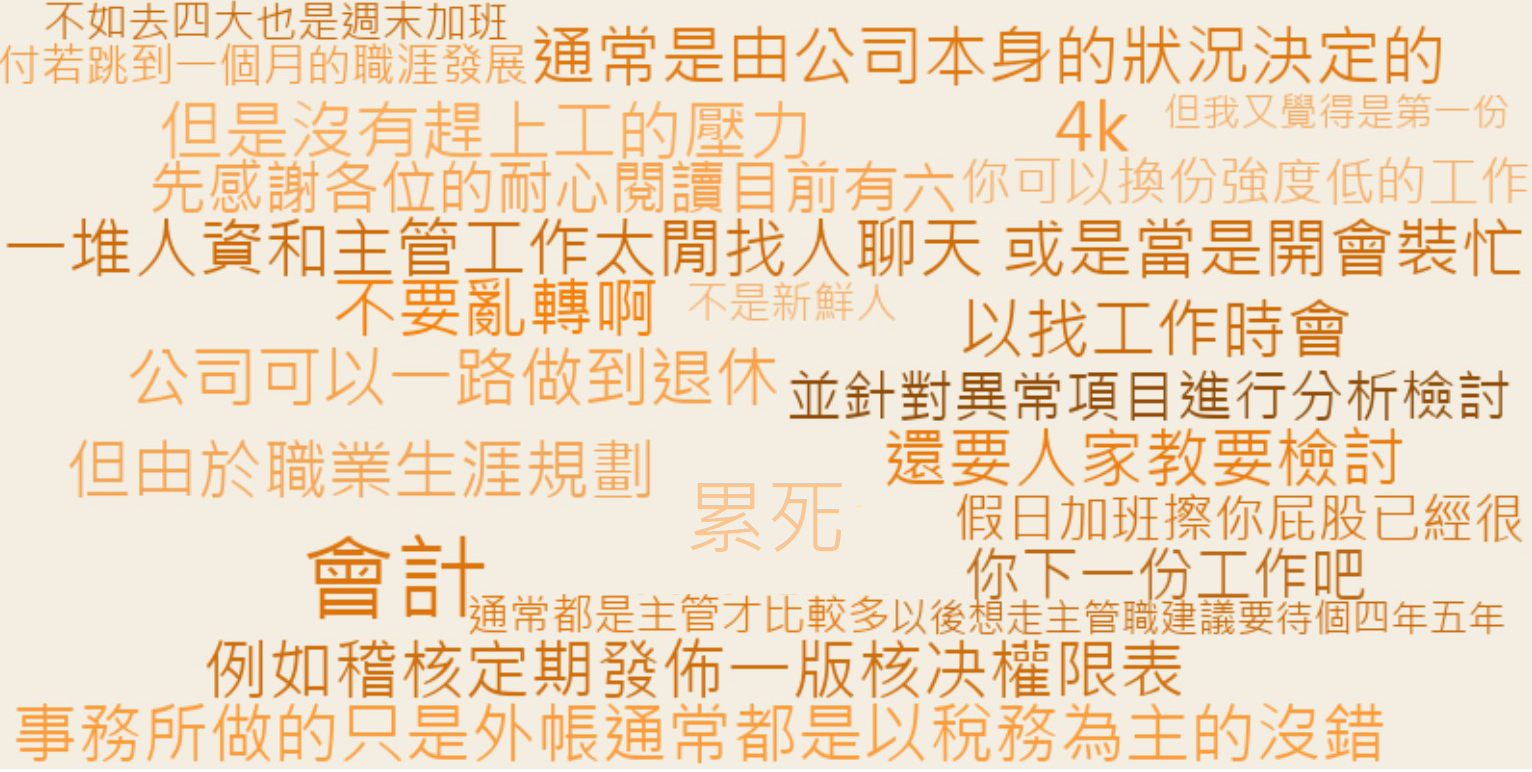 不如去四大也是週末加班
付若跳到一個月的職涯發展
通常是由公司本身的狀況決定的
但是沒有趕上工的壓力
4k
但我又覺得是第一份
先感謝各位的耐心閱讀目前有六
你可以換份強度低的工作
一堆人資和主管工作太閒找人聊天 或是當是開會裝忙
不要亂轉啊
不是新鮮人
以找工作時會
公司可以一路做到退休
並針對異常項目進行分析檢討
但由於職業生涯規劃
還要人家教要檢討
累死
假日加班擦你屁股已經很
會計
你下一份工作吧
通常都是主管才比較多
以後想走主管職建議要待個四年五年
例如稽核定期發佈一版核決權限表
事務所做的只是外帳通常都是以稅務為主的沒錯